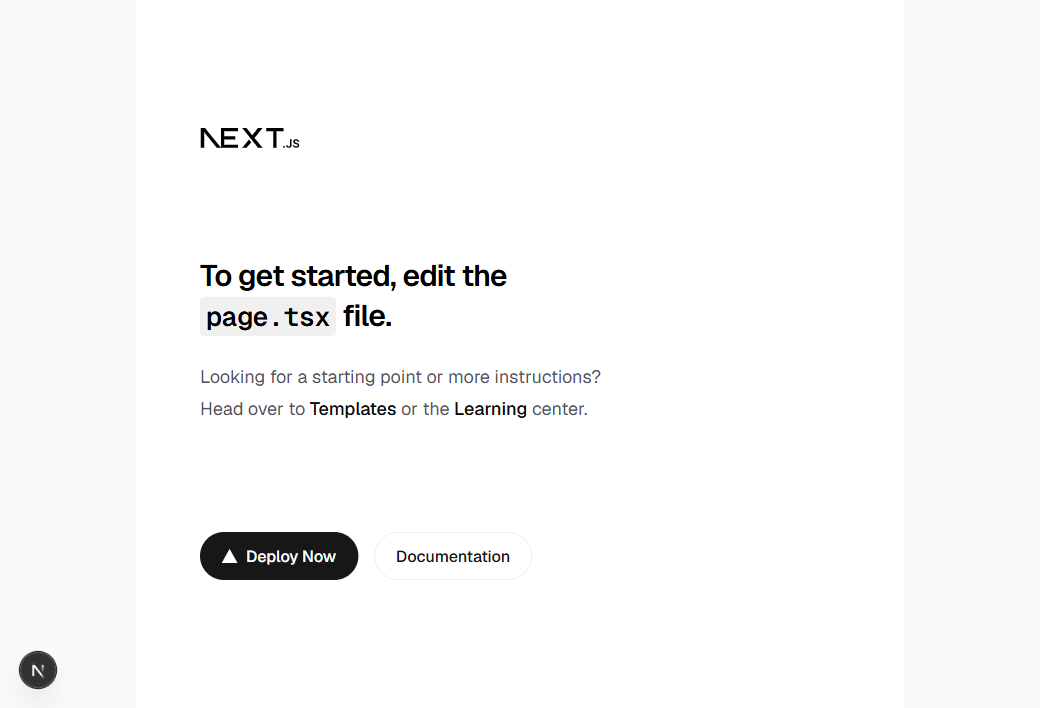 NEXT.JS
To get started, edit the
page.tsx file.
Looking for a starting point or more instructions?
Head over to Templates or the Learning center.
Deploy Now
Documentation
N